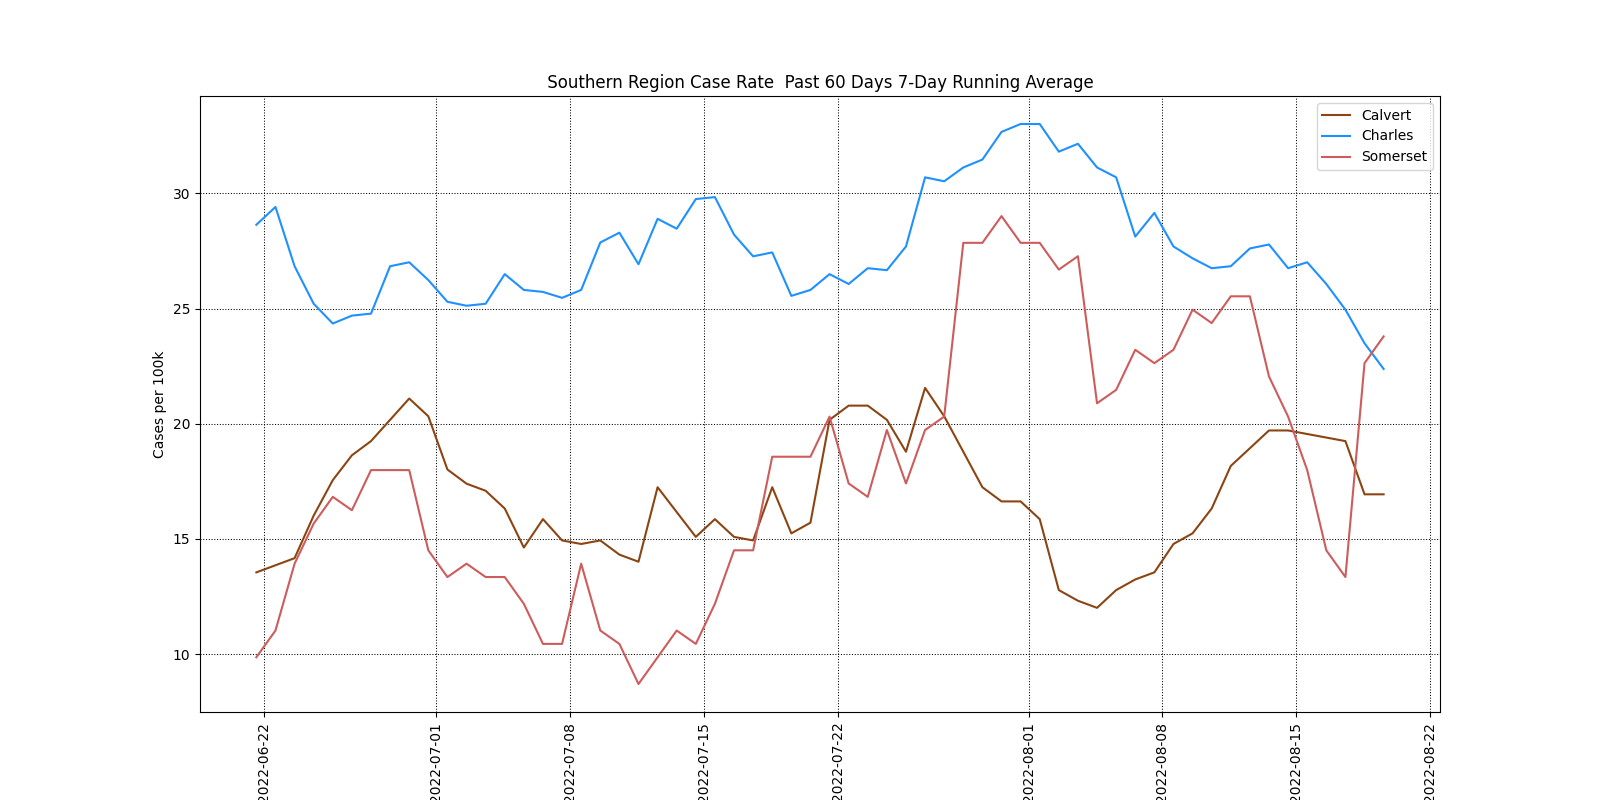 Southern Region Case Rate  Past 60 Days 7-Day Running Average
Calvert
Charles
Somerset
Cases per 100k
30
25
20
15
10
2022-06-22
2022-07-01
2022-07-08
2022-07-15
2022-07-22
2022-08-01
2022-08-08
2022-08-15
2022-08-22